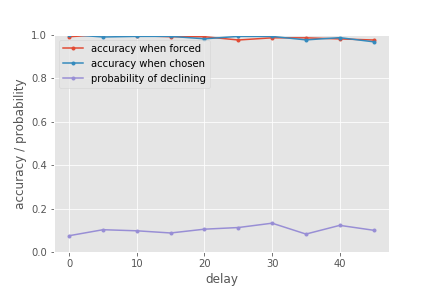 1.0
0.8
0.6
0.4
0.2
0.0
accuracy / probability
accuracy when forced
accuracy when chosen
probability of declining
0 10 20 30 40
delay